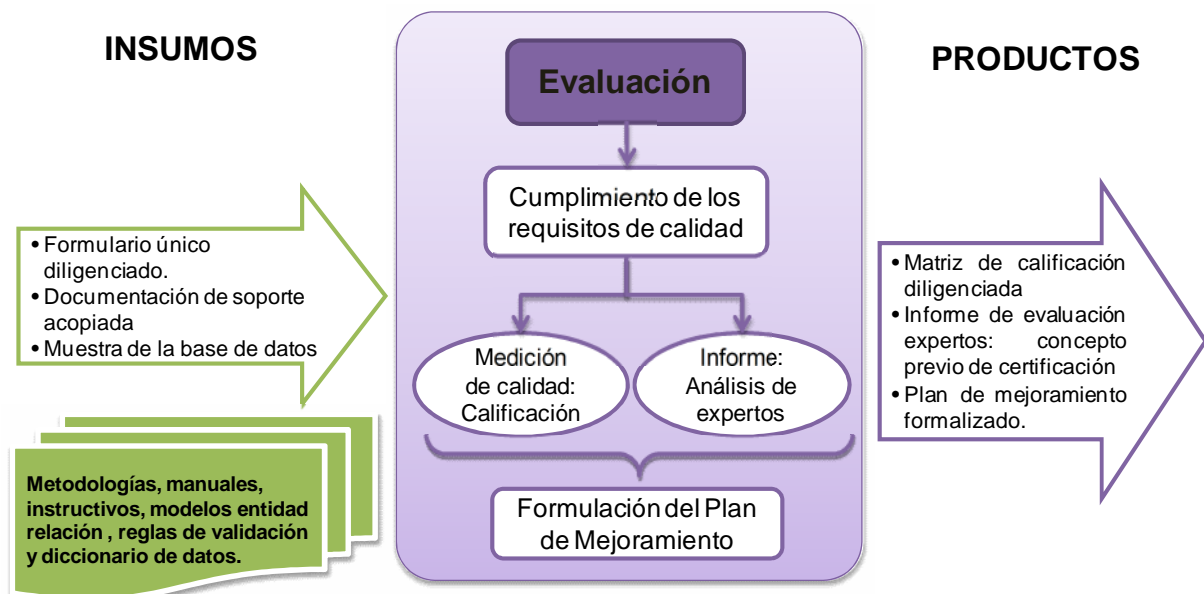 INSUMOS
• Formulario único
diligenciado.
• Documentación de soporte
acopiada
• Muestra de la base de datos
Metodologías, manuales,
instructivos, modelos entidad
relación , reglas de validación
y diccionario de datos.
Evaluación
Cumplimiento de los
requisitos de calidad
Medición
de calidad:
Calificación
Informe:
Análisis de
expertos
Formulación del Plan
de Mejoramiento
PRODUCTOS
• Matriz de calificación
diligenciada
• Informe de evaluación
expertos: concepto
previo de certificación
• Plan de mejoramiento
formalizado.